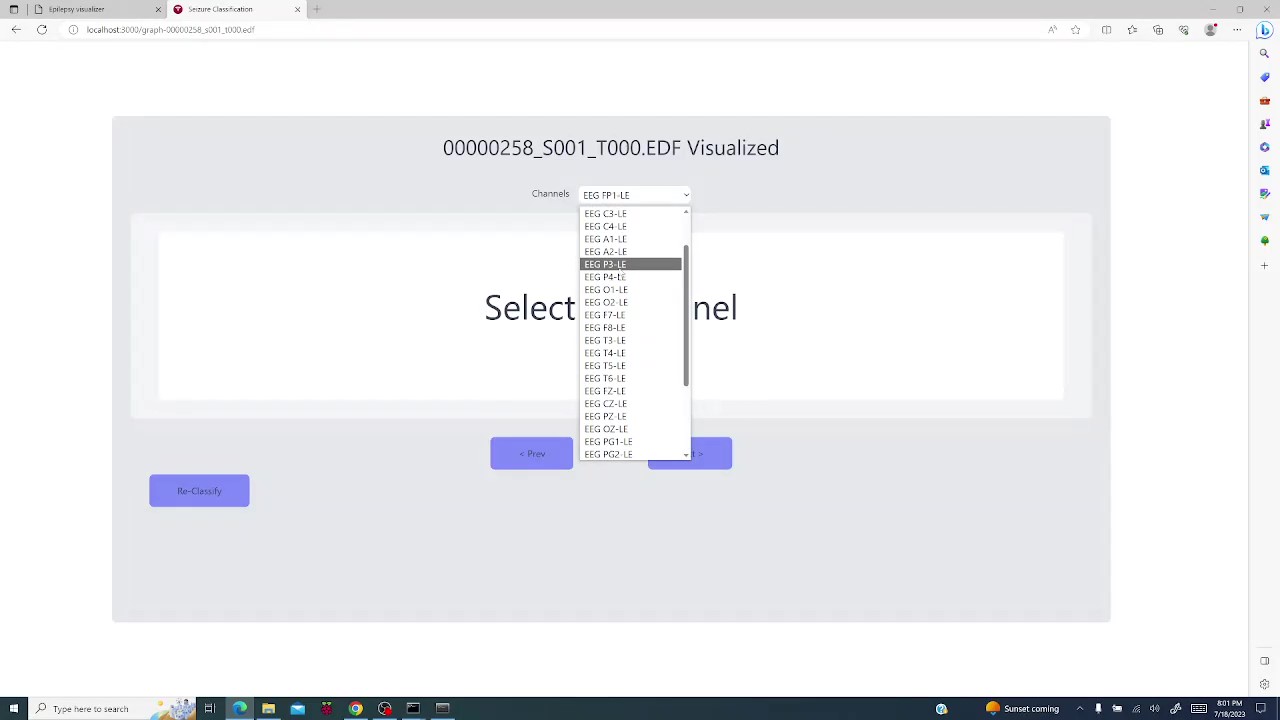 Epilepsy visualizer
Seizure Classification
localhost:3000/graph-00000258_s001_t000.edf
00000258_S001_T000.EDF Visualized
Channels
EEG FP1-LE
EEG C3-LE
EEG C4-LE
EEG A1-LE
EEG A2-LE
EEG P3-LE
EEG P4-LE
EEG O1-LE
EEG O2-LE
EEG F7-LE
EEG F8-LE
EEG T3-LE
EEG T4-LE
EEG T5-LE
EEG T6-LE
EEG FZ-LE
EEG CZ-LE
EEG PZ-LE
EEG OZ-LE
EEG PG1-LE
EEG PG2-LE
Select nel
< Prev
t >
Re-Classify
Type here to search
Sunset coming
8:01 PM
7/18/2023